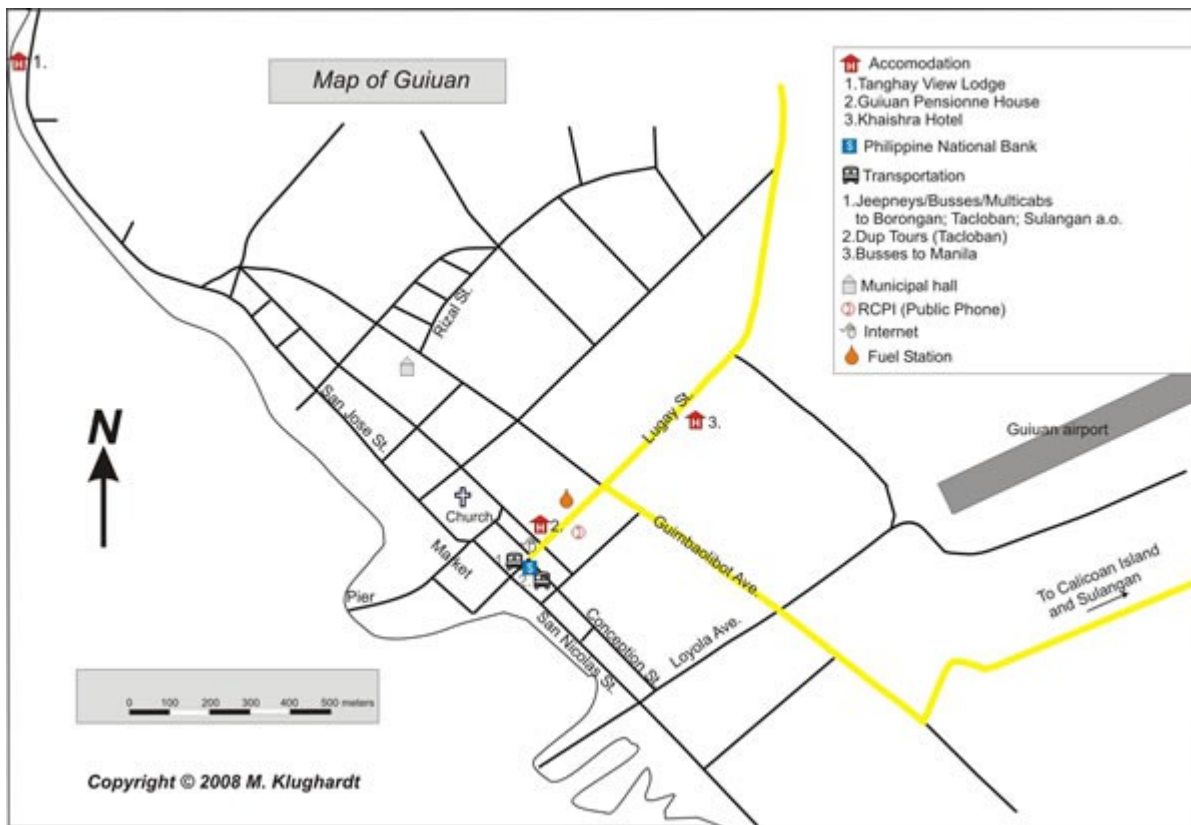 Map of Guiuan
1.
H Accomodation
1.Tanghay View Lodge
2.Guiuan Pensionne House
3.Khaishra Hotel
$ Philippine National Bank
Transportation
1.Jeepneys/Busses/Multicabs
to Borongan; Tacloban; Sulangan a.o.
2.Dup Tours (Tacloban)
3.Busses to Manila
Municipal hall
RCPI (Public Phone)
Internet
Fuel Station
Rizal St.
San Jose St.
Lugay St.
H 3.
Guiuan airport
N
Church
H 2.
Market
1.
$
Pier
Guimbaolibot Ave.
To Calicoan Island
and Sulangan
San Nicolas St.
Conception St.
Loyola Ave.
0 100 200 300 400 500 meters
Copyright © 2008 M. Klughardt